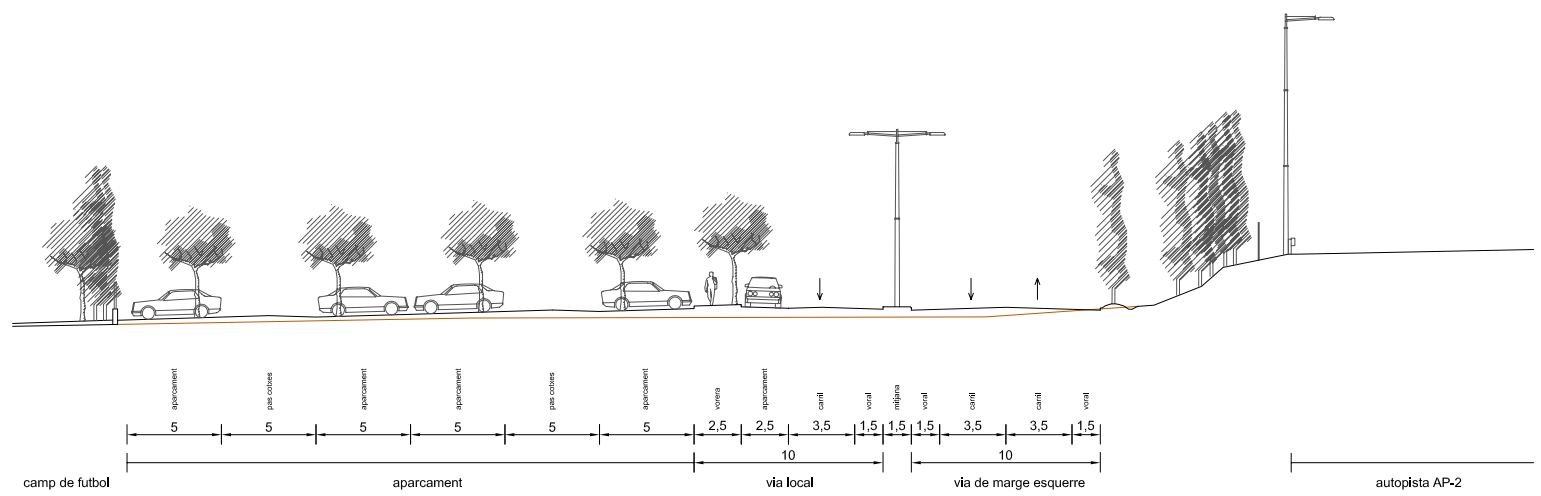 aparcament
pas cotxes
aparcament
aparcament
pas cotxes
aparcament
vorera
aparcament
carril
voral
mitjana
voral
carril
carril
voral
5 5 5 5 5 5 2,5 2,5 3,5 1,5 1,5 1,5 3,5 3,5 1,5
10 10
camp de futbol aparcament via local via de marge esquerre autopista AP-2